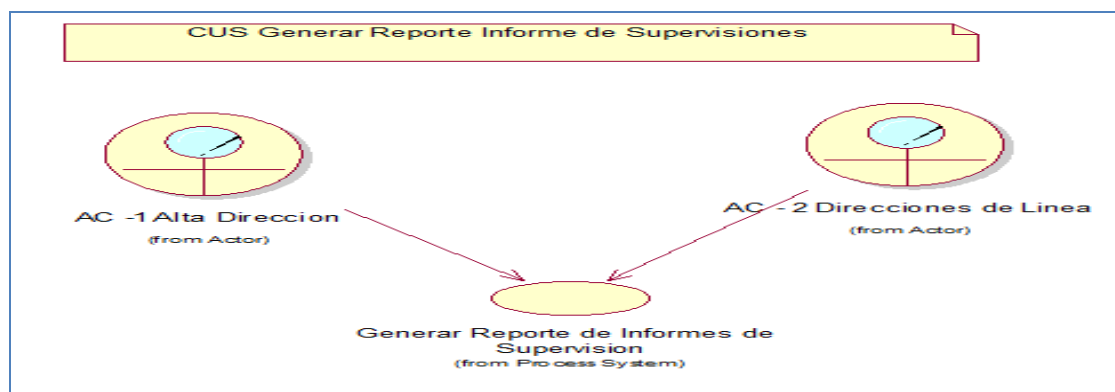 CUS Generar Reporte Informe de Supervisiones
AC -1 Alta Direccion
(from Actor)
AC - 2 Direcciones de Linea
(from Actor)
Generar Reporte de Informes de
Supervision
(from Process System)